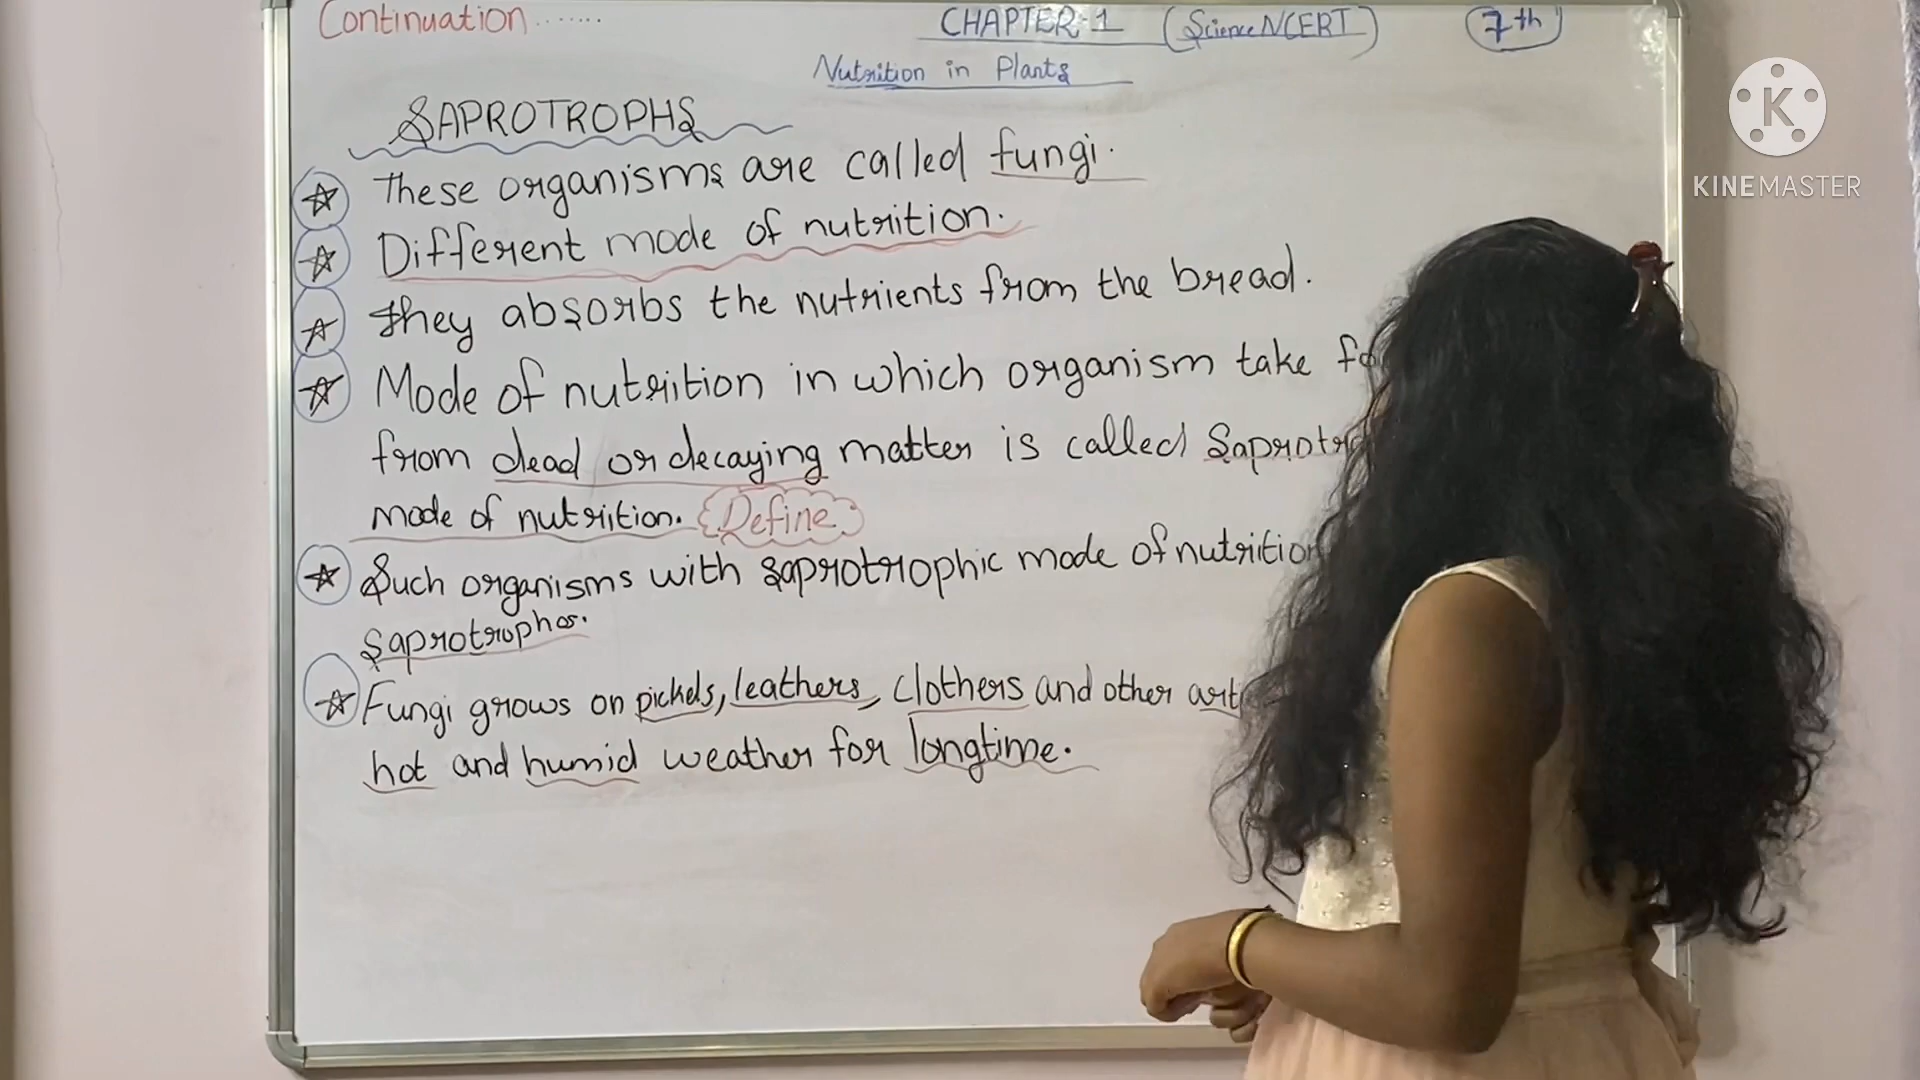 Continuation........
CHAPTER-1 (Science NCERT) 7th
Nutrition in Plants
SAPROTROPHS
These organisms are called fungi.
Different mode of nutrition.
They absorbs the nutrients from the bread.
Mode of nutrition in which organism take
from dead or decaying matter is called
mode of nutrition. Define
Such organisms with saprotrophic mode of nutrition
Saprotrophos.
Fungi grows on pickels, leathers, clothers and other
hot and humid weather for longtime.
KINEMASTER